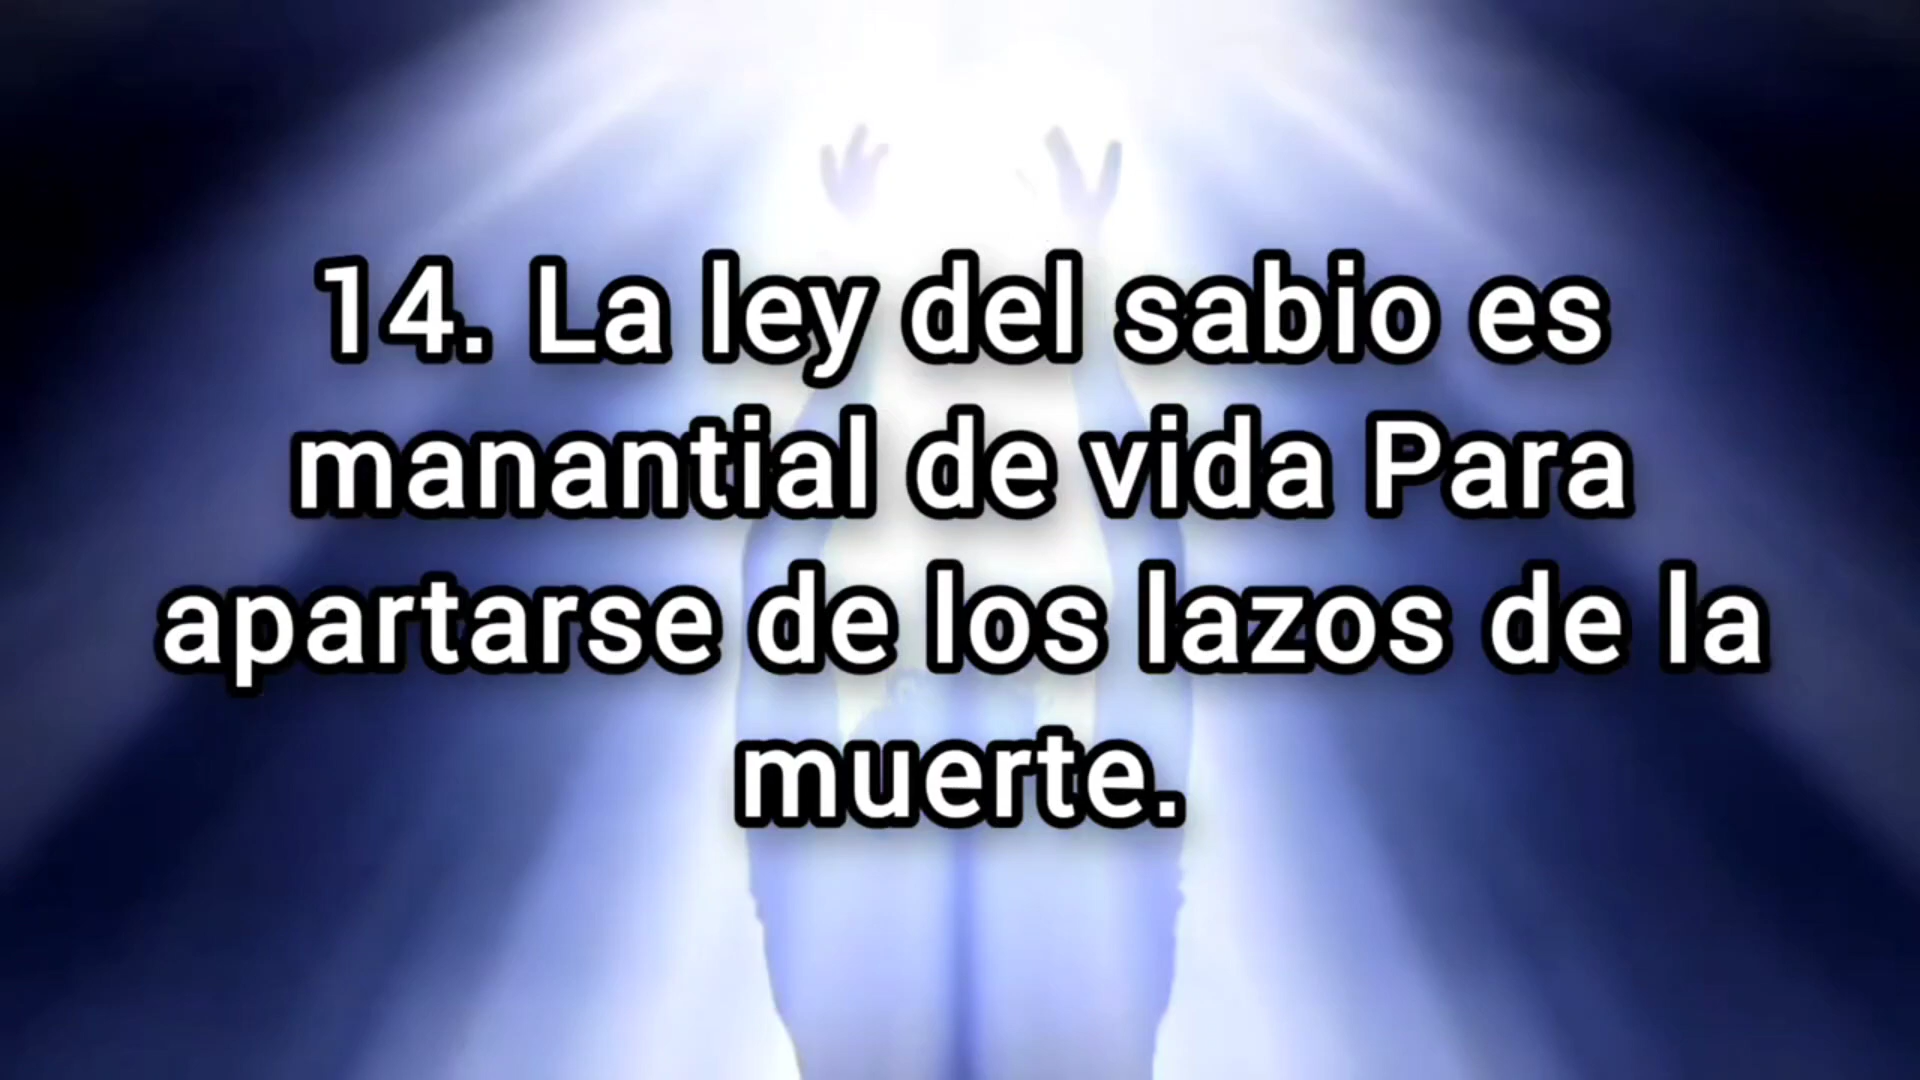 14. La ley del sabio es
manantial de vida Para
apartarse de los lazos de la
muerte.